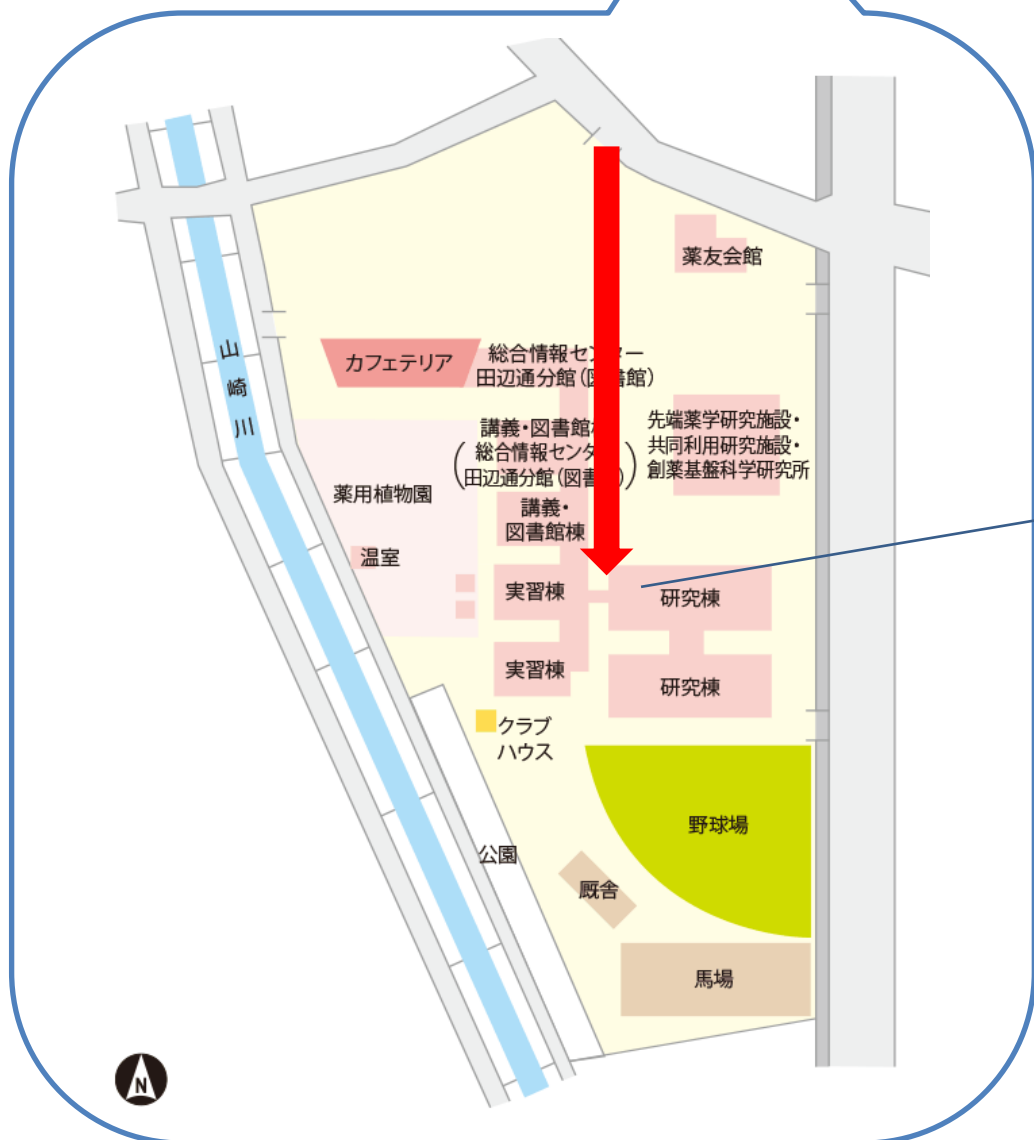 薬友会館
カフェテリア
総合情報センター
田辺通分館(図書館)
講義・図書館
総合情報センタ
田辺通分館(図書
講義・
図書館棟
先端薬学研究施設・
共同利用研究施設・
創薬基盤科学研究所
山崎川
薬用植物園
温室
実習棟
研究棟
実習棟
研究棟
クラブ
ハウス
野球場
公園
厩舎
馬場
N